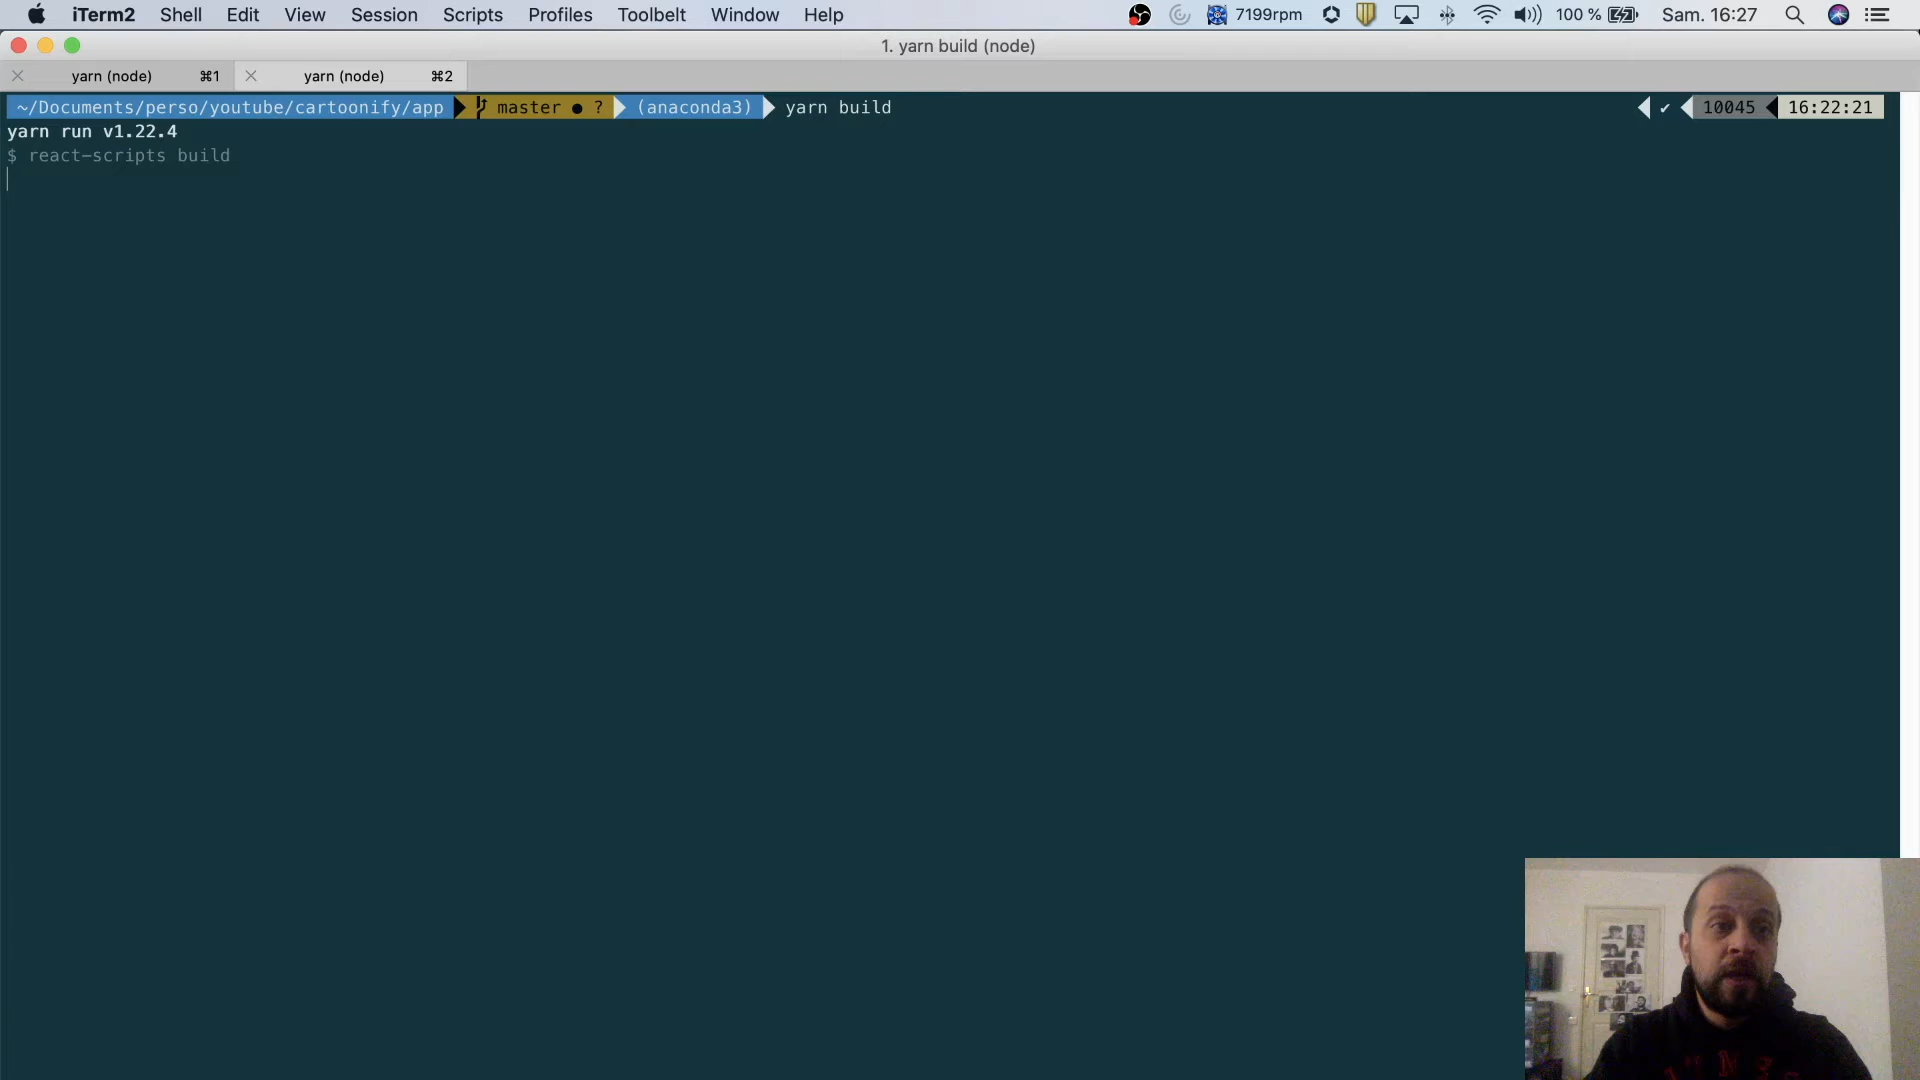 iTerm2 Shell Edit View Session Scripts Profiles Toolbelt Window Help 7199rpm 100 % Sam. 16:27
1. yarn build (node)
yarn (node) ⌘1 yarn (node) ⌘2
~/Documents/perso/youtube/cartoonify/app master ● ? (anaconda3) yarn build ✔ 10045 16:22:21
yarn run v1.22.4
$ react-scripts build